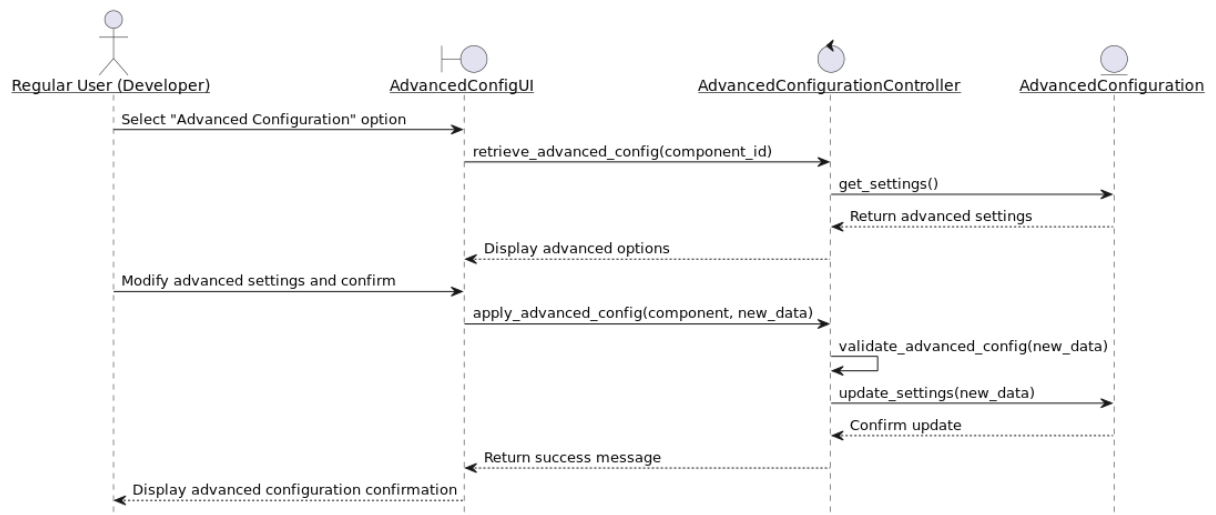 Regular User (Developer)
AdvancedConfigUI
AdvancedConfigurationController
AdvancedConfiguration
Select "Advanced Configuration" option
retrieve_advanced_config(component_id)
get_settings()
Return advanced settings
Display advanced options
Modify advanced settings and confirm
apply_advanced_config(component, new_data)
validate_advanced_config(new_data)
update_settings(new_data)
Confirm update
Return success message
Display advanced configuration confirmation